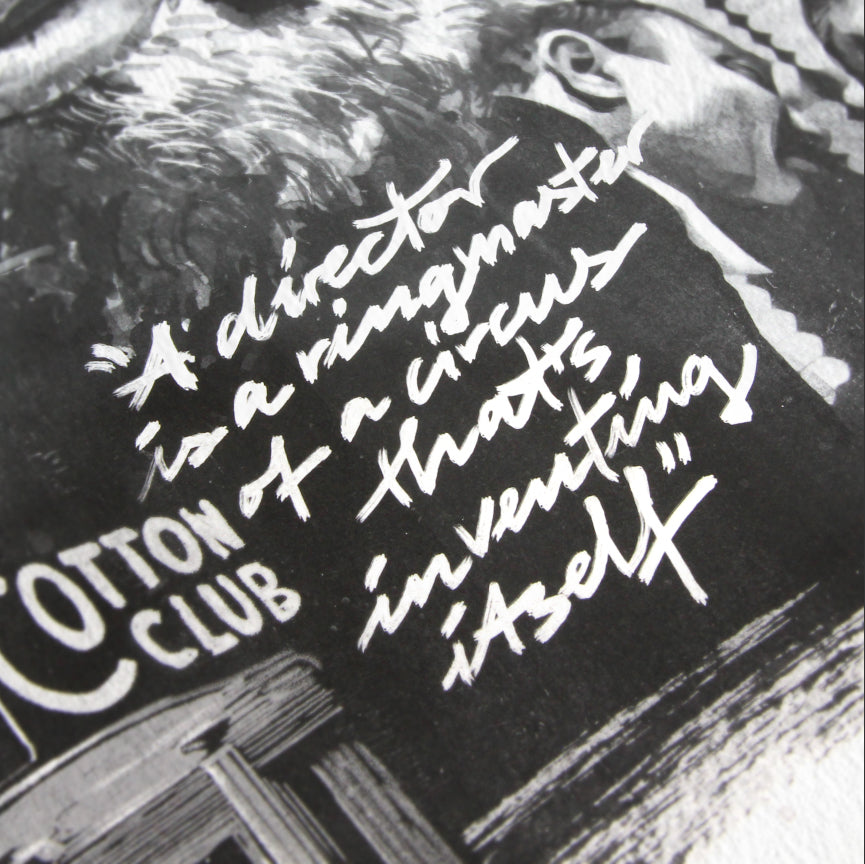 "A director
is a ringmaster
of a circus
that's
inventing
itself"
COTTON
CLUB